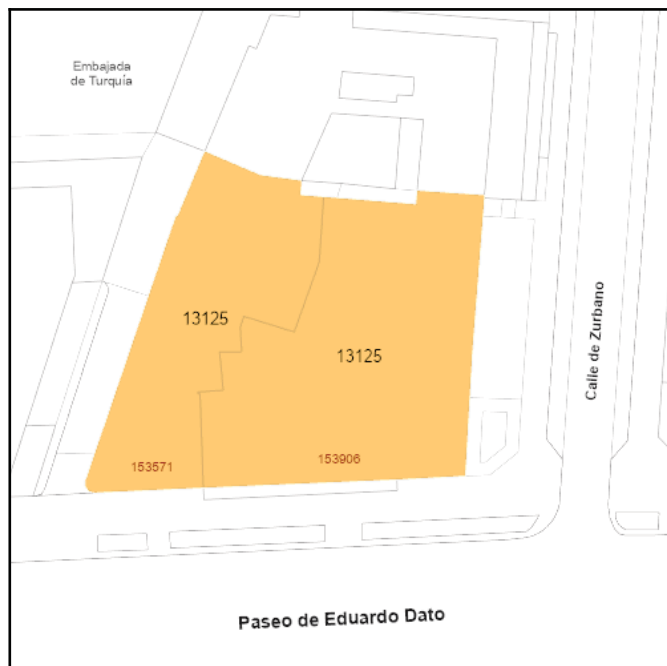 Embajada
de Turquía
13125
13125
Calle de Zurbano
153571
153906
Paseo de Eduardo Dato